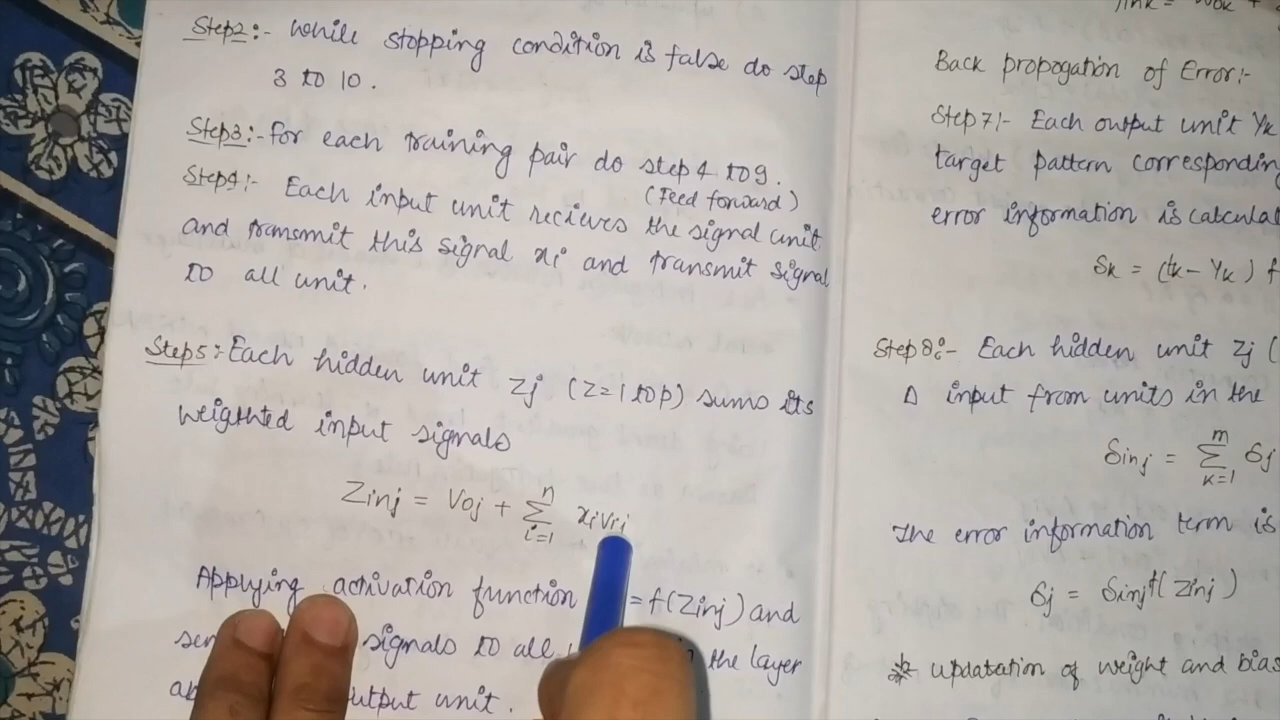 Step2:- While stopping condition is false do step
3 to 10.
Step3:- for each training pair do step 4 to 9.
(Feed forward)
Step4:- Each input unit recieves the signal unit
and transmit this signal xi and transmit signal
to all unit.
Step5:- Each hidden unit Zj (Z=1 to p) sums its
weigthed input signals
Zinj = Voj + n∑i=1 xiVij
Applying activation function = f(Zinj) and
signals to all the layer
output unit.
Back propogation of Error:-
Step7:- Each output unit Yk
target pattern corresponding
error information is calculat
δk = (tk - Yk) f
Step8:- Each hidden unit Zj (
Δ input from units in the
δinj = m∑k=1 δj
The error information term is
δj = δinj f( Zinj )
* updatation of weight and bias